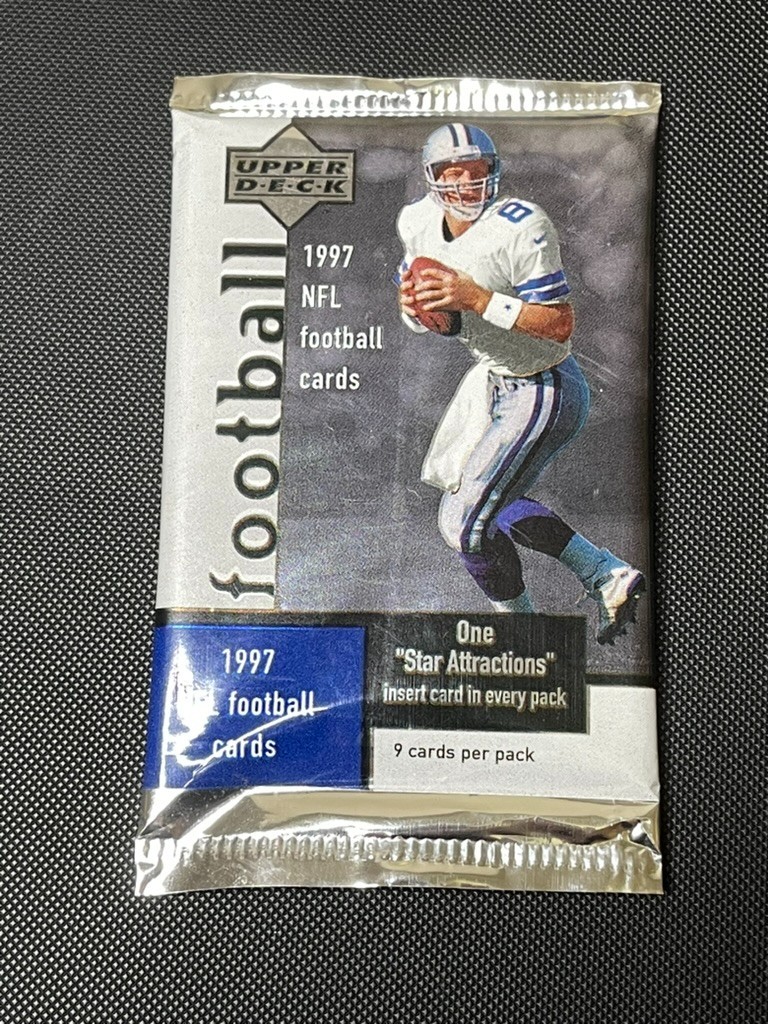 UPPER
D·E·C·K
football
1997
NFL
football
cards
8
One
"Star Attractions"
insert card in every pack
1997
football
cards
9 cards per pack